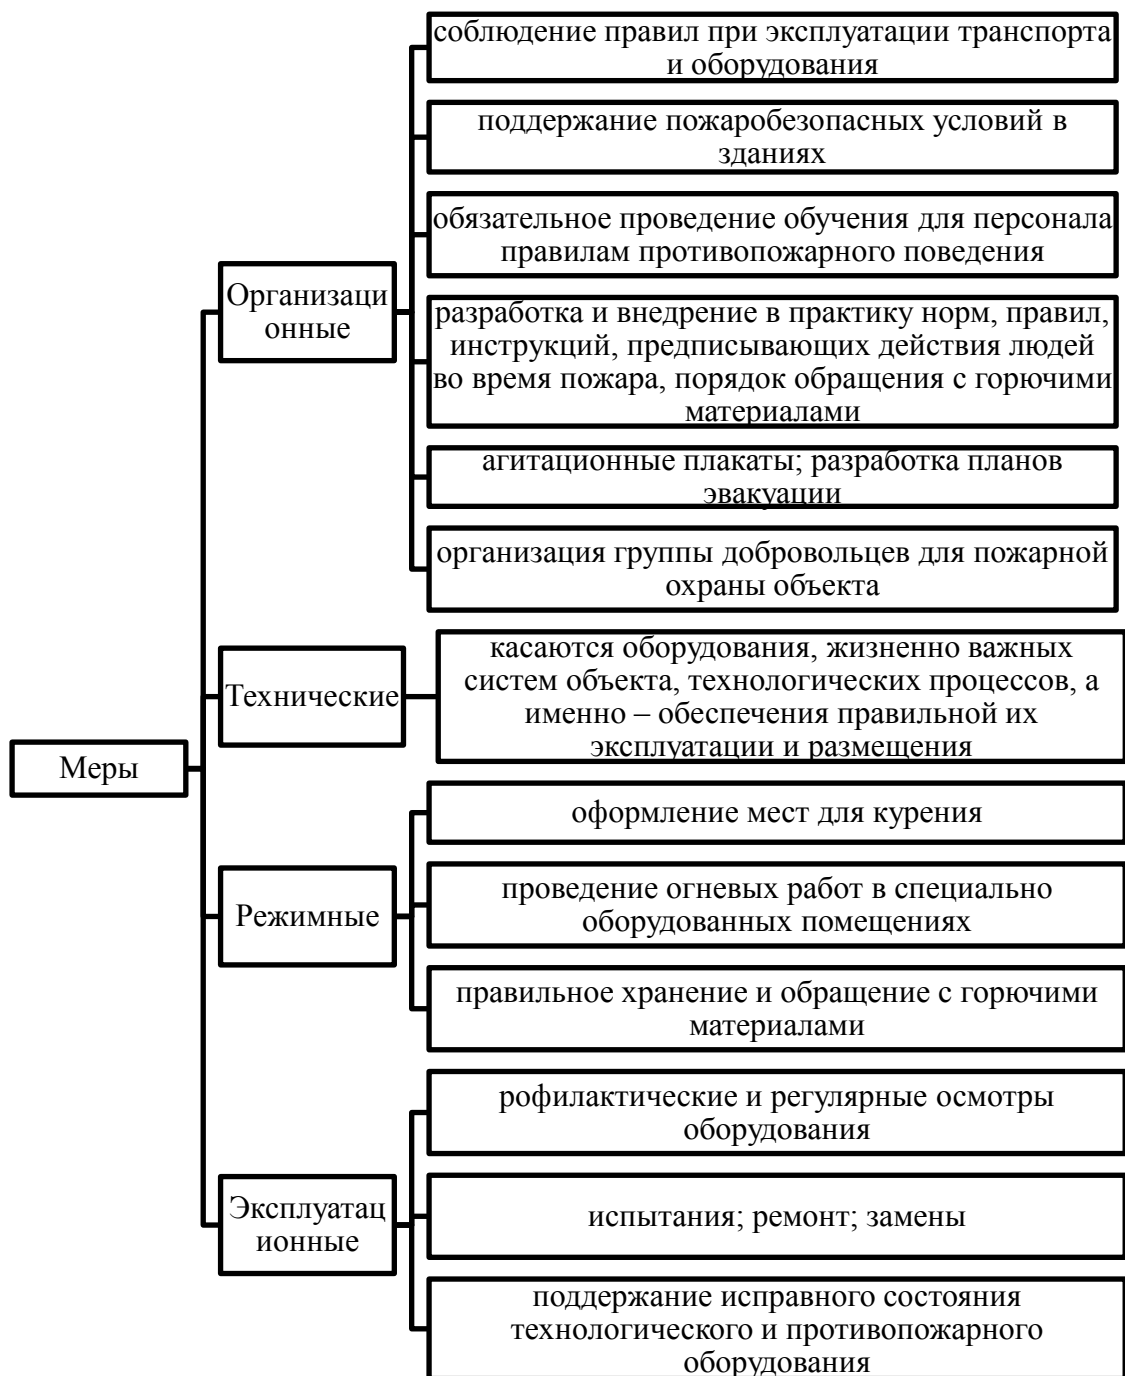 Меры
Организаци
онные
соблюдение правил при эксплуатации транспорта
и оборудования
поддержание пожаробезопасных условий в
зданиях
обязательное проведение обучения для персонала
правилам противопожарного поведения
разработка и внедрение в практику норм, правил,
инструкций, предписывающих действия людей
во время пожара, порядок обращения с горючими
материалами
агитационные плакаты; разработка планов
эвакуации
организация группы добровольцев для пожарной
охраны объекта
Технические
касаются оборудования, жизненно важных
систем объекта, технологических процессов, а
именно – обеспечения правильной их
эксплуатации и размещения
Режимные
оформление мест для курения
проведение огневых работ в специально
оборудованных помещениях
правильное хранение и обращение с горючими
материалами
Эксплуатац
ионные
рофилактические и регулярные осмотры
оборудования
испытания; ремонт; замены
поддержание исправного состояния
технологического и противопожарного
оборудования